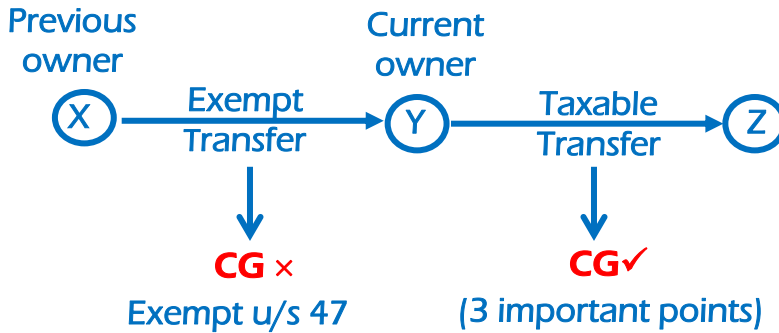 Previous
owner
Current
owner
X
Exempt
Transfer
Y
Taxable
Transfer
Z
CG ×
Exempt u/s 47
CG✓
(3 important points)